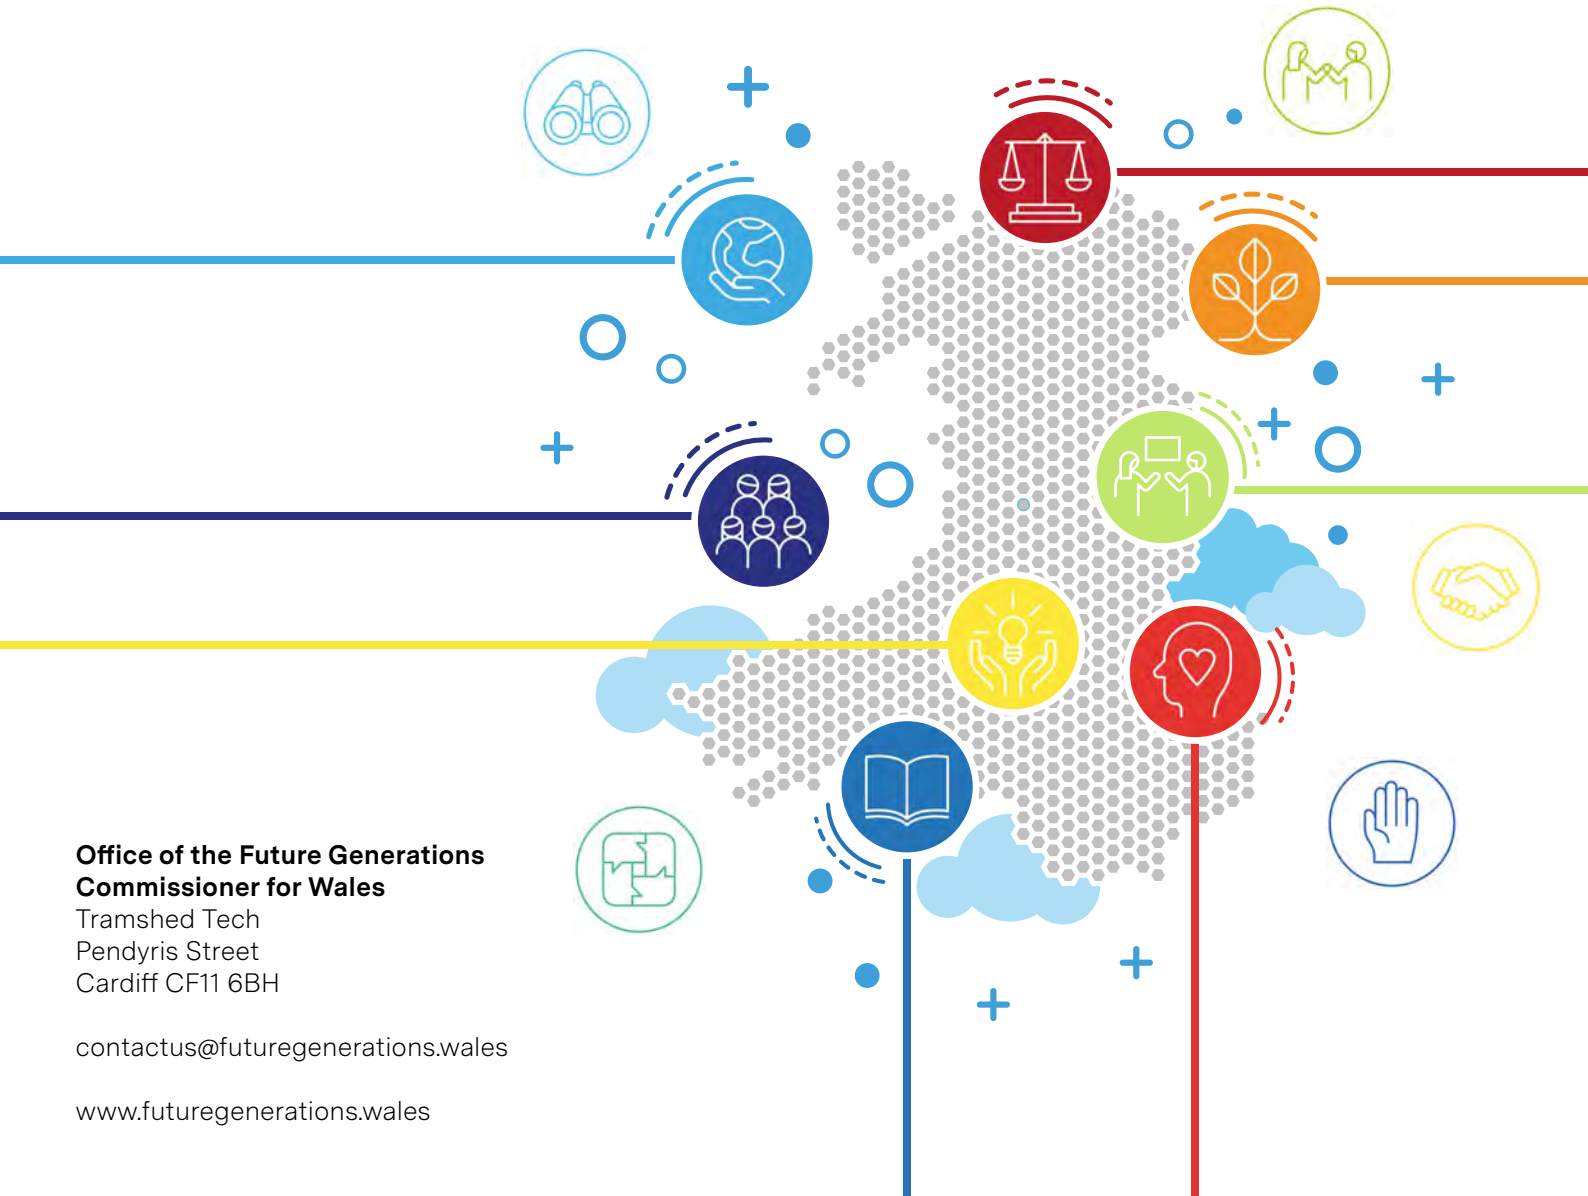 Office of the Future Generations
Commissioner for Wales
Tramshed Tech
Pendyris Street
Cardiff CF11 6BH
contactus@futuregenerations.wales
www.futuregenerations.wales